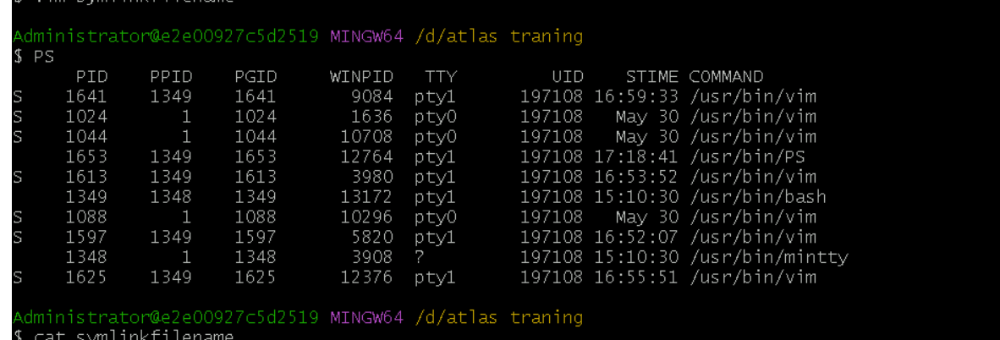 $ vim symlinkfilename
Administrator@e2e00927c5d2519 MINGW64 /d/atlas traning
$ PS
PID PPID PGID WINPID TTY UID STIME COMMAND
S 1641 1349 1641 9084 pty1 197108 16:59:33 /usr/bin/vim
S 1024 1 1024 1636 pty0 197108 May 30 /usr/bin/vim
S 1044 1 1044 10708 pty0 197108 May 30 /usr/bin/vim
1653 1349 1653 12764 pty1 197108 17:18:41 /usr/bin/PS
S 1613 1349 1613 3980 pty1 197108 16:53:52 /usr/bin/vim
1349 1348 1349 13172 pty1 197108 15:10:30 /usr/bin/bash
S 1088 1 1088 10296 pty0 197108 May 30 /usr/bin/vim
S 1597 1349 1597 5820 pty1 197108 16:52:07 /usr/bin/vim
1348 1 1348 3908 ? 197108 15:10:30 /usr/bin/mintty
S 1625 1349 1625 12376 pty1 197108 16:55:51 /usr/bin/vim
Administrator@e2e00927c5d2519 MINGW64 /d/atlas traning
$ cat symlinkfilename